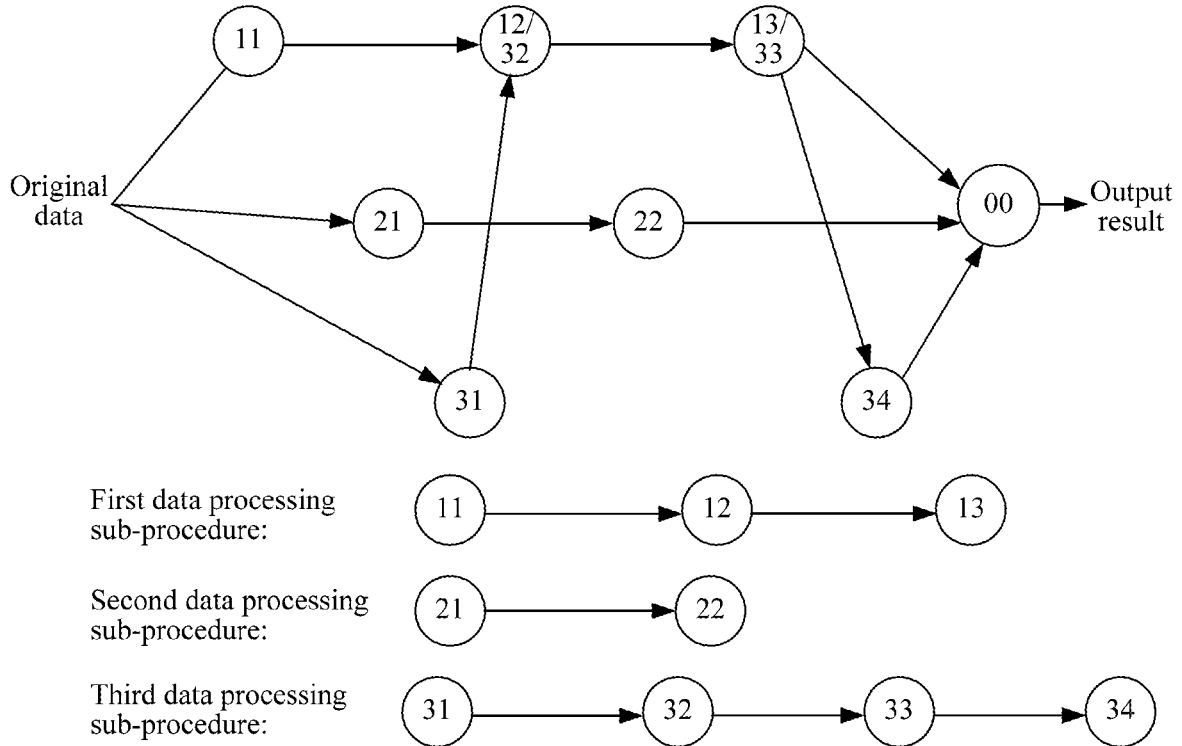 11
12/
32
13/
33
Original
data
21
22
00
Output
result
31
34
First data processing
sub-procedure:
11
12
13
Second data processing
sub-procedure:
21
22
Third data processing
sub-procedure:
31
32
33
34